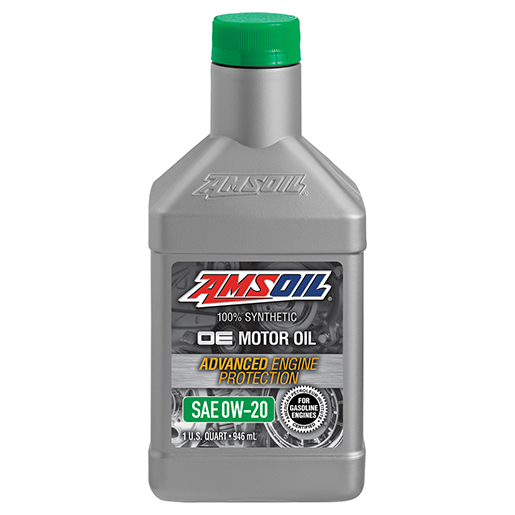 AMSOIL®
AMSOIL®
100% SYNTHETIC
OE MOTOR OIL
ADVANCED ENGINE
PROTECTION
SAE 0W-20
FOR
GASOLINE
ENGINES
1 U.S. QUART • 946 mL